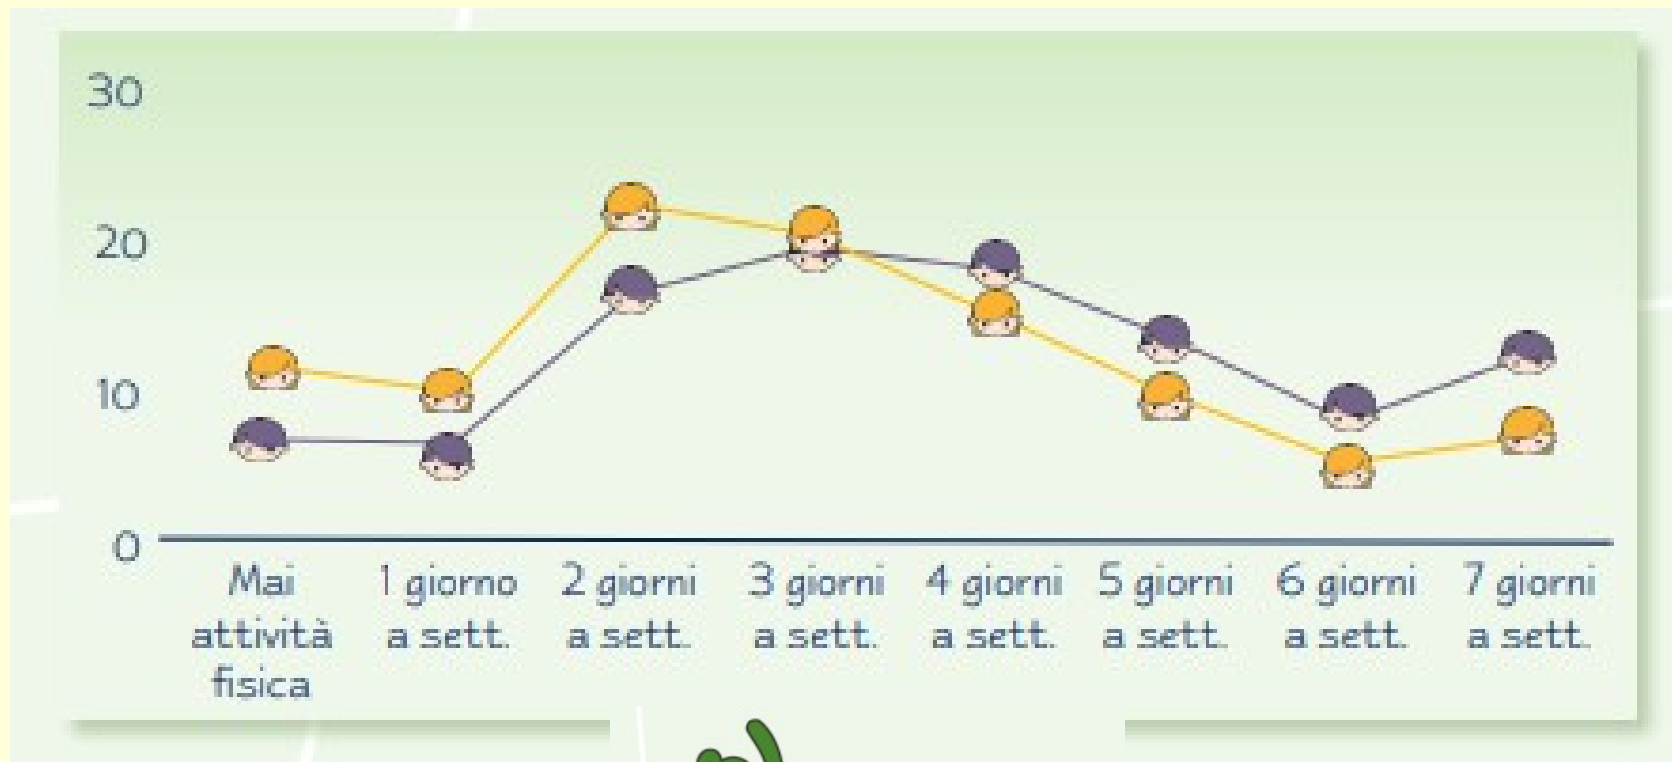 30
20
10
0
Mai 1 giorno 2 giorni 3 giorni 4 giorni 5 giorni 6 giorni 7 giorni
attività a sett. a sett. a sett. a sett. a sett. a sett. a sett.
fisica